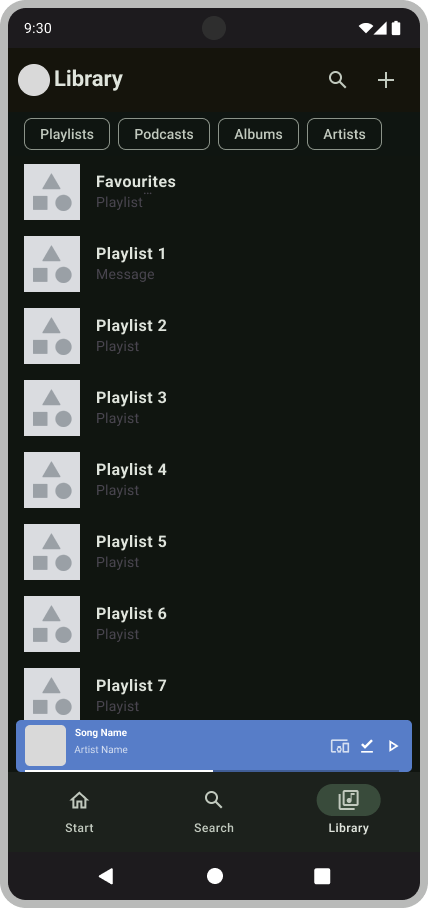 9:30
Library
Playlists Podcasts Albums Artists
Favourites
Playlist
Playlist 1
Message
Playlist 2
Playist
Playlist 3
Playist
Playlist 4
Playist
Playlist 5
Playist
Playlist 6
Playist
Playlist 7
Song Name
Artist Name
Start Search Library